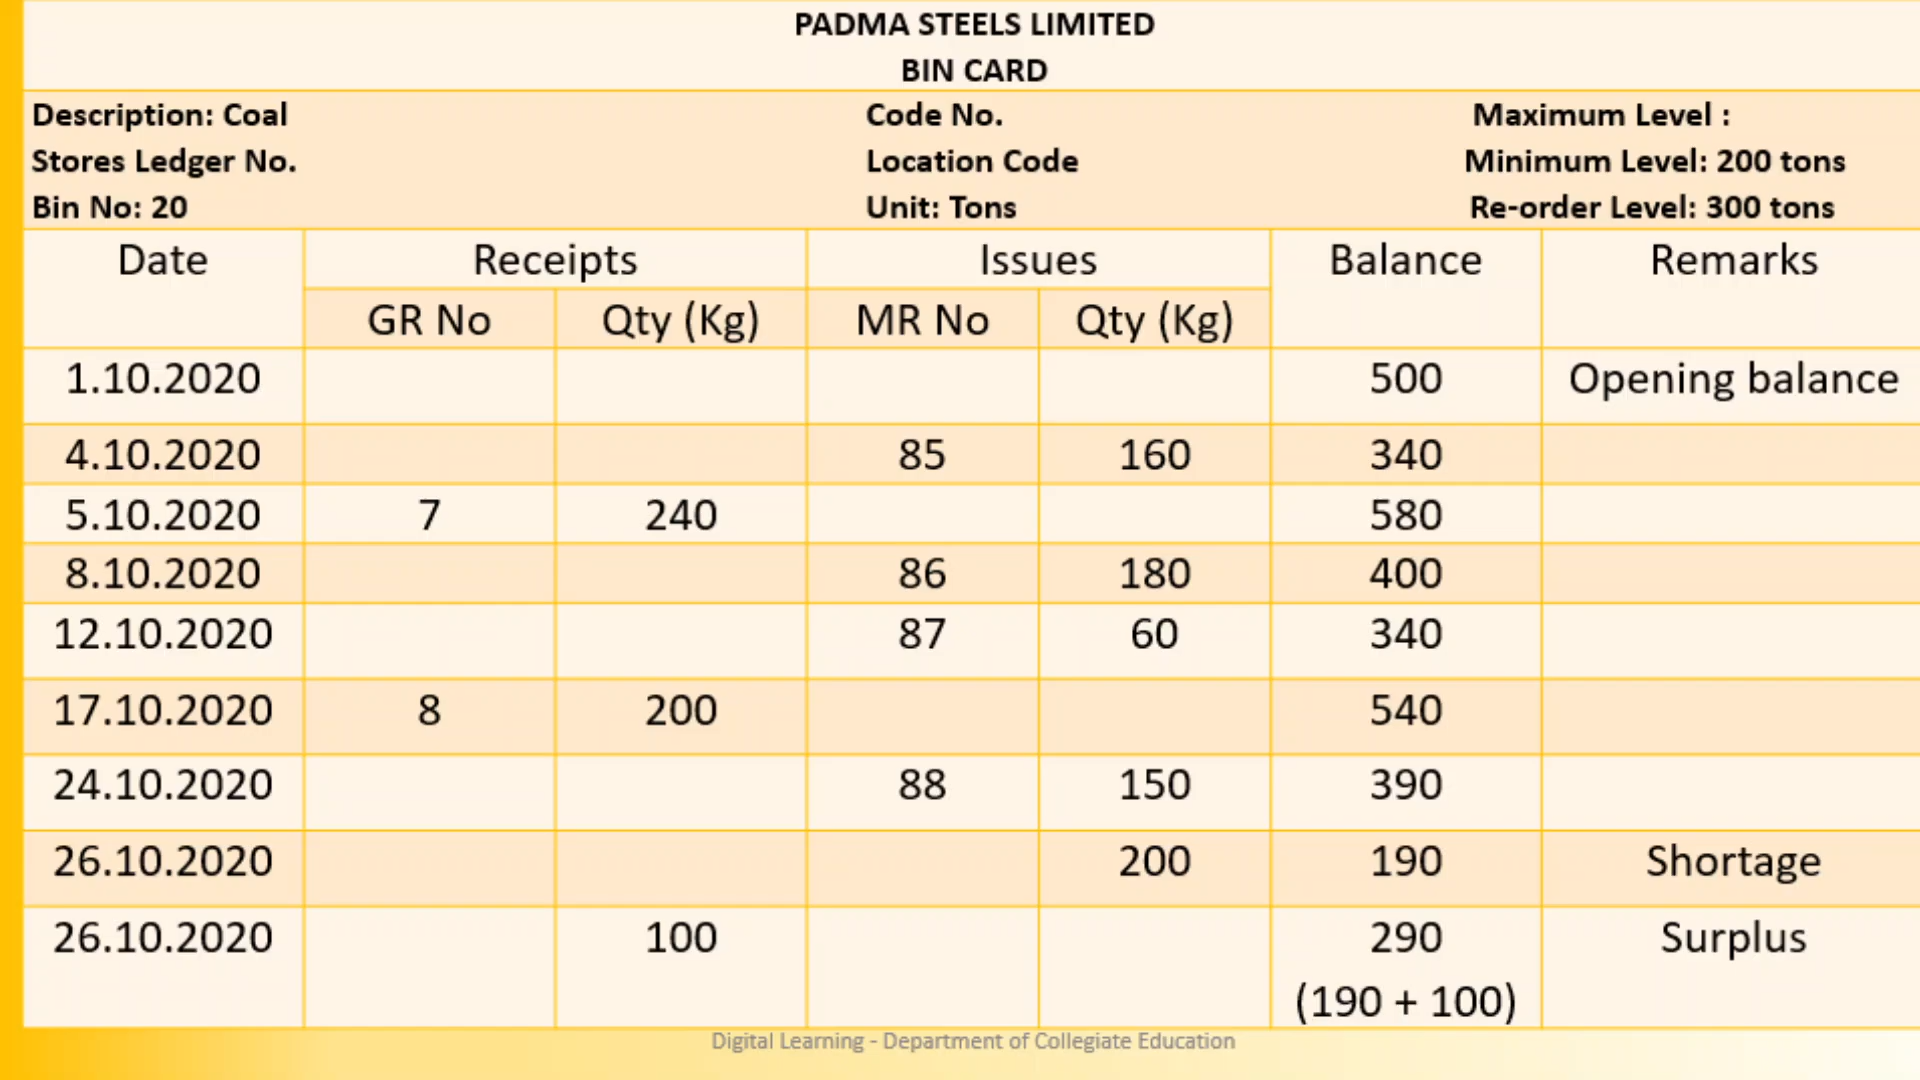 PADMA STEELS LIMITED
BIN CARD
Description: Coal Code No. Maximum Level :
Stores Ledger No. Location Code Minimum Level: 200 tons
Bin No: 20 Unit: Tons Re-order Level: 300 tons
Date Receipts Issues Balance Remarks
GR No Qty (Kg) MR No Qty (Kg)
1.10.2020 500 Opening balance
4.10.2020 85 160 340
5.10.2020 7 240 580
8.10.2020 86 180 400
12.10.2020 87 60 340
17.10.2020 8 200 540
24.10.2020 88 150 390
26.10.2020 200 190 Shortage
26.10.2020 100 290 Surplus
(190 + 100)
Digital Learning - Department of Collegiate Education